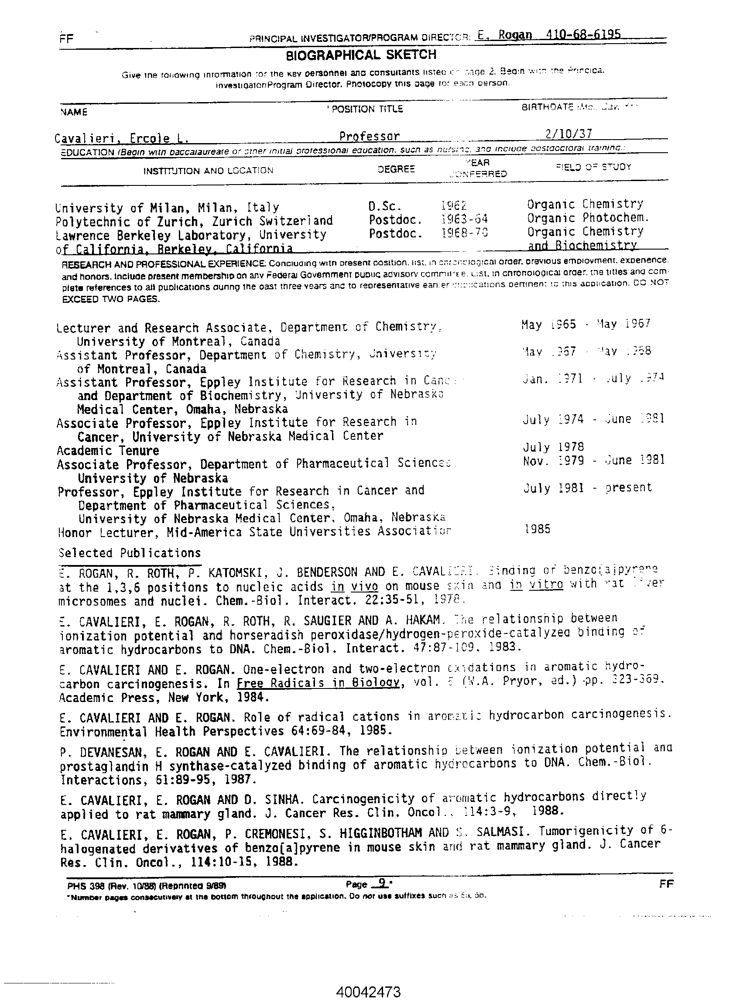 FF PRINCIPAL INVESTIGATOR/PROGRAM DIRECTOR: E. Rogan 410-68-6195
BIOGRAPHICAL SKETCH
Give the following information for the key personnel and consultants listed on page 2. Begin with the Principal
Investigator/Program Director. Photocopy this page for each person.
NAME POSITION TITLE BIRTHDATE
Cavalieri, Ercole L. Professor 2/10/37
EDUCATION (Begin with baccalaureate or other initial professional education, such as nursing, and include postdoctoral training.)
INSTITUTION AND LOCATION DEGREE YEAR CONFERRED FIELD OF STUDY
University of Milan, Milan, Italy D.Sc. 1962 Organic Chemistry
Polytechnic of Zurich, Zurich Switzerland Postdoc. 1963-64 Organic Photochem.
Lawrence Berkeley Laboratory, University Postdoc. 1968-70 Organic Chemistry
of California, Berkeley, California and Biochemistry
RESEARCH AND PROFESSIONAL EXPERIENCE: Concluding with present position, list, in chronological order, previous employment, experience,
and honors. Include present membership on any Federal Government public advisory committee. List, in chronological order, the titles and com-
plete references to all publications during the past three years and to representative earlier publications pertinent to this application. DO NOT
EXCEED TWO PAGES.
Lecturer and Research Associate, Department of Chemistry, May 1965 - May 1967
University of Montreal, Canada
Assistant Professor, Department of Chemistry, University May 1967 - May 1968
of Montreal, Canada
Assistant Professor, Eppley Institute for Research in Cancer Jan. 1971 - July 1974
and Department of Biochemistry, University of Nebraska
Medical Center, Omaha, Nebraska
Associate Professor, Eppley Institute for Research in July 1974 - June 1981
Cancer, University of Nebraska Medical Center
Academic Tenure July 1978
Associate Professor, Department of Pharmaceutical Sciences Nov. 1979 - June 1981
University of Nebraska
Professor, Eppley Institute for Research in Cancer and July 1981 - present
Department of Pharmaceutical Sciences,
University of Nebraska Medical Center, Omaha, Nebraska
Honor Lecturer, Mid-America State Universities Association 1985
Selected Publications
E. ROGAN, R. ROTH, P. KATOMSKI, J. BENDERSON AND E. CAVALIERI. Binding of benzo[a]pyrene
at the 1,3,6 positions to nucleic acids in vivo on mouse skin and in vitro with rat liver
microsomes and nuclei. Chem.-Biol. Interact. 22:35-51, 1978.
E. CAVALIERI, E. ROGAN, R. ROTH, R. SAUGIER AND A. HAKAM. The relationship between
ionization potential and horseradish peroxidase/hydrogen-peroxide-catalyzed binding of
aromatic hydrocarbons to DNA. Chem.-Biol. Interact. 47:87-109. 1983.
E. CAVALIERI AND E. ROGAN. One-electron and two-electron oxidations in aromatic hydro-
carbon carcinogenesis. In Free Radicals in Biology, vol. (W.A. Pryor, ed.) pp. 323-369.
Academic Press, New York, 1984.
E. CAVALIERI AND E. ROGAN. Role of radical cations in aromatic hydrocarbon carcinogenesis.
Environmental Health Perspectives 64:69-84, 1985.
P. DEVANESAN, E. ROGAN AND E. CAVALIERI. The relationship between ionization potential and
prostaglandin H synthase-catalyzed binding of aromatic hydrocarbons to DNA. Chem.-Biol.
Interactions, 61:89-95, 1987.
E. CAVALIERI, E. ROGAN AND D. SINHA. Carcinogenicity of aromatic hydrocarbons directly
applied to rat mammary gland. J. Cancer Res. Clin. Oncol., 114:3-9, 1988.
E. CAVALIERI, E. ROGAN, P. CREMONESI, S. HIGGINBOTHAM AND S. SALMASI. Tumorigenicity of 6-
halogenated derivatives of benzo[a]pyrene in mouse skin and rat mammary gland. J. Cancer
Res. Clin. Oncol., 114:10-15, 1988.
PHS 398 (Rev. 10/88) (Reprinted 9/89) Page 9* FF
*Number pages consecutively at the bottom throughout the application. Do not use suffixes such as 5a, 5b.
40042473